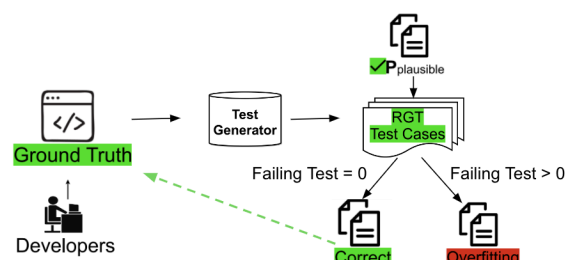 ✓Pplausible
</>
Test
Generator
RGT
Test Cases
Ground Truth
Failing Test = 0
Failing Test > 0
Developers
Correct
Overfitting